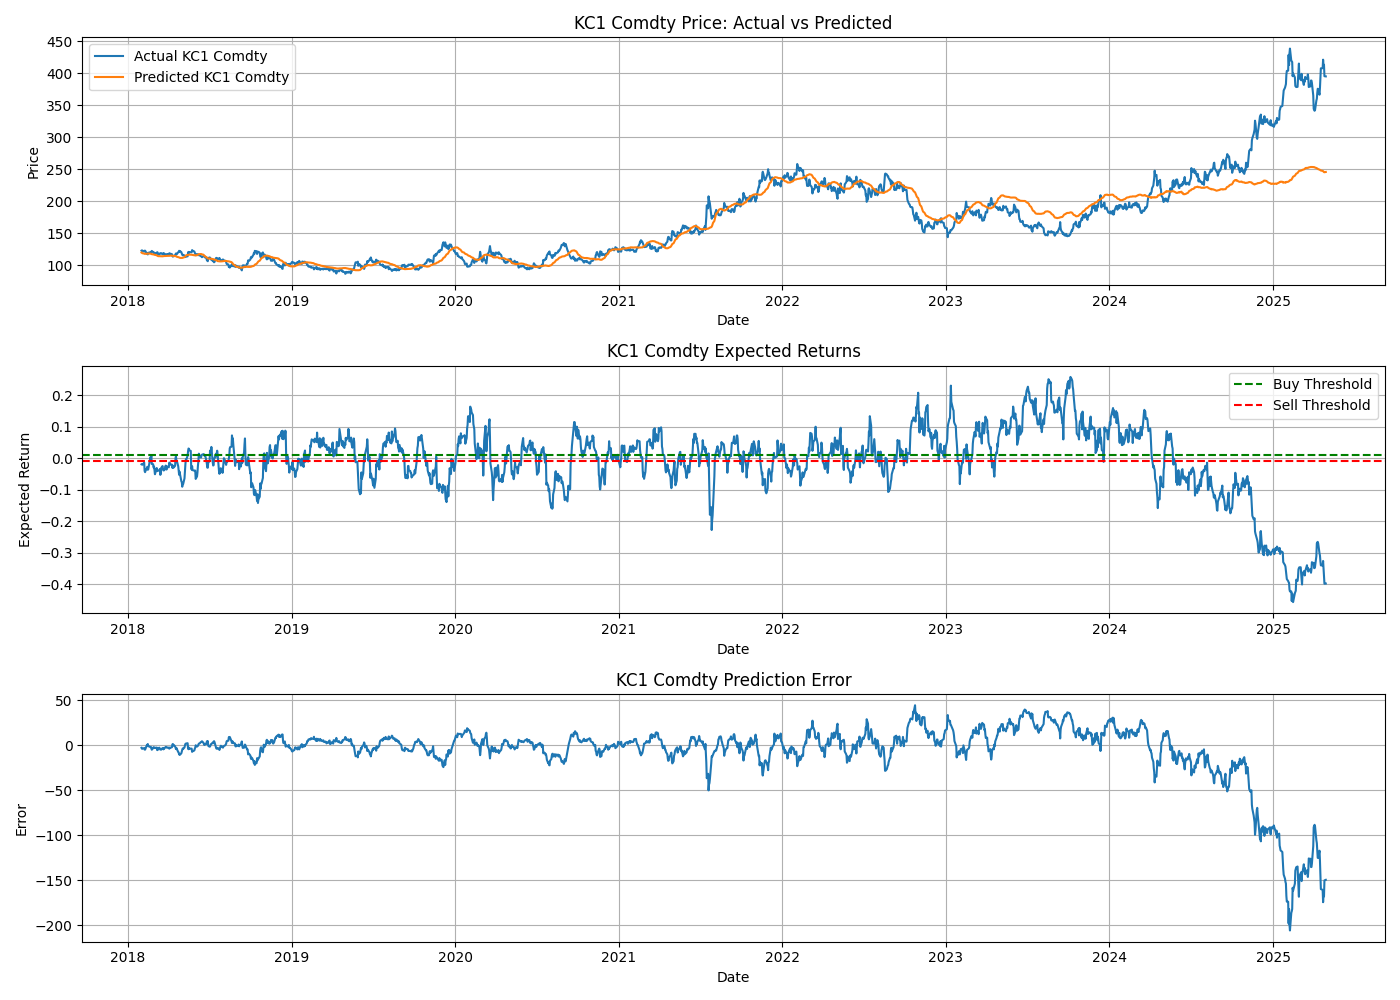 KC1 Comdty Price: Actual vs Predicted
450
400
350
300
250
200
150
100
Price
Actual KC1 Comdty
Predicted KC1 Comdty
2018 2019 2020 2021 2022 2023 2024 2025
Date
KC1 Comdty Expected Returns
0.2
0.1
0.0
−0.1
−0.2
−0.3
−0.4
Expected Return
Buy Threshold
Sell Threshold
2018 2019 2020 2021 2022 2023 2024 2025
Date
KC1 Comdty Prediction Error
50
0
−50
−100
−150
−200
Error
2018 2019 2020 2021 2022 2023 2024 2025
Date